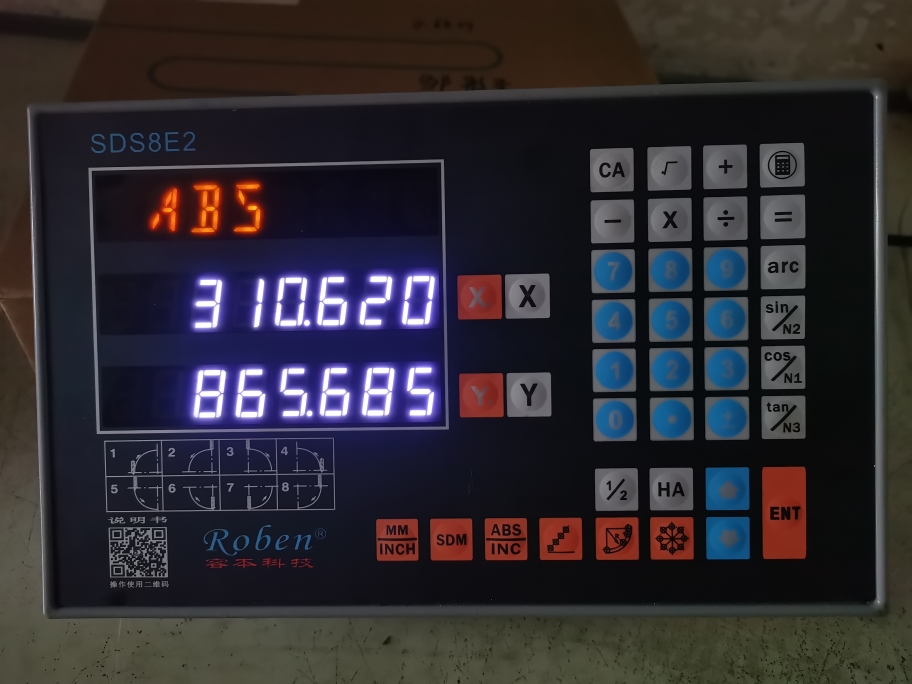 SDS8E2
ABS
310.620
865.685
X X
Y Y
CA √ +
− X ÷ =
7 8 9 arc
4 5 6 sin/N2
1 2 3 cos/N1
0 • ± tan/N3
1/2 HA
ENT
MM/INCH SDM ABS/INC
1 2 3 4
5 6 7 8
说明书
操作使用二维码
Roben®
容本科技